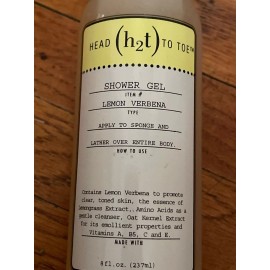 HEAD (h2t) TO TOE™
SHOWER GEL
ITEM #
LEMON VERBENA
TYPE
APPLY TO SPONGE AND
LATHER OVER ENTIRE BODY.
HOW TO USE
Contains Lemon Verbena to promote
clear, toned skin, the essence of
Lemongrass Extract, Amino Acids as a
gentle cleanser, Oat Kernel Extract
for its emollient properties and
Vitamins A, B5, C and E.
MADE WITH
8fl.oz. (237ml)